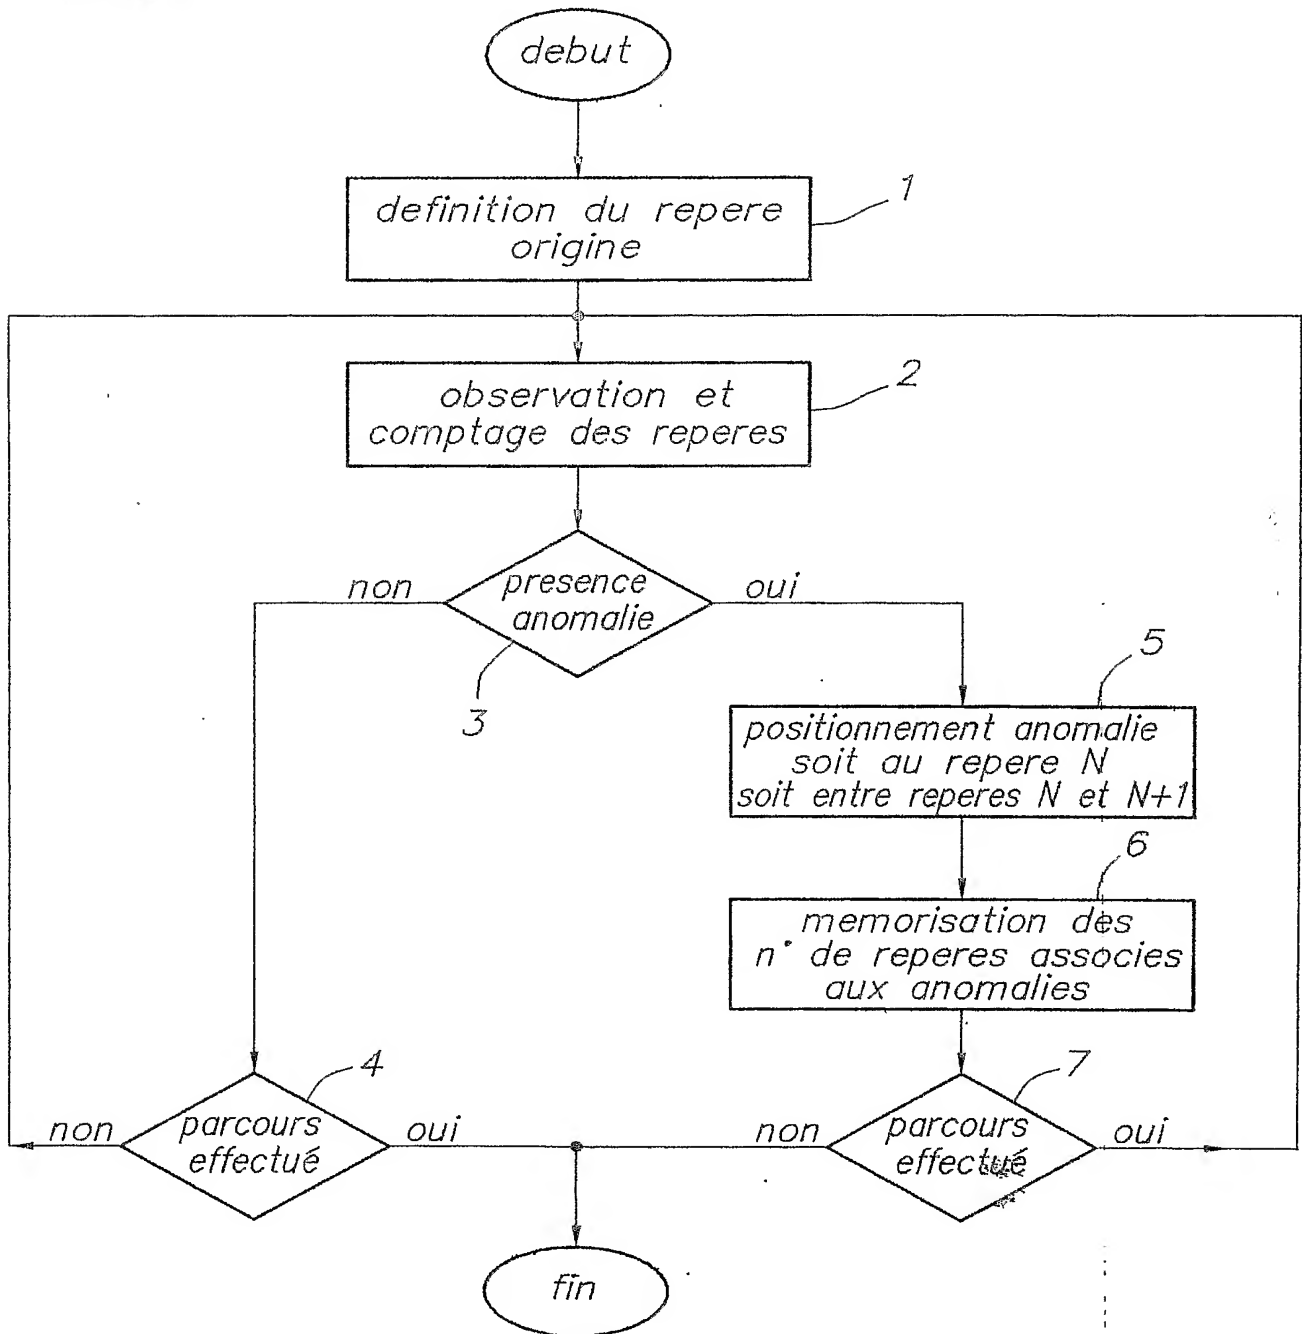 debut
definition du repere
origine
1
observation et
comptage des reperes
2
presence
anomalie
non
oui
3
5
positionnement anomalie
soit au repere N
soit entre reperes N et N+1
6
memorisation des
n° de reperes associes
aux anomalies
4
7
non
parcours
effectué
oui
non
parcours
effectué
oui
fin